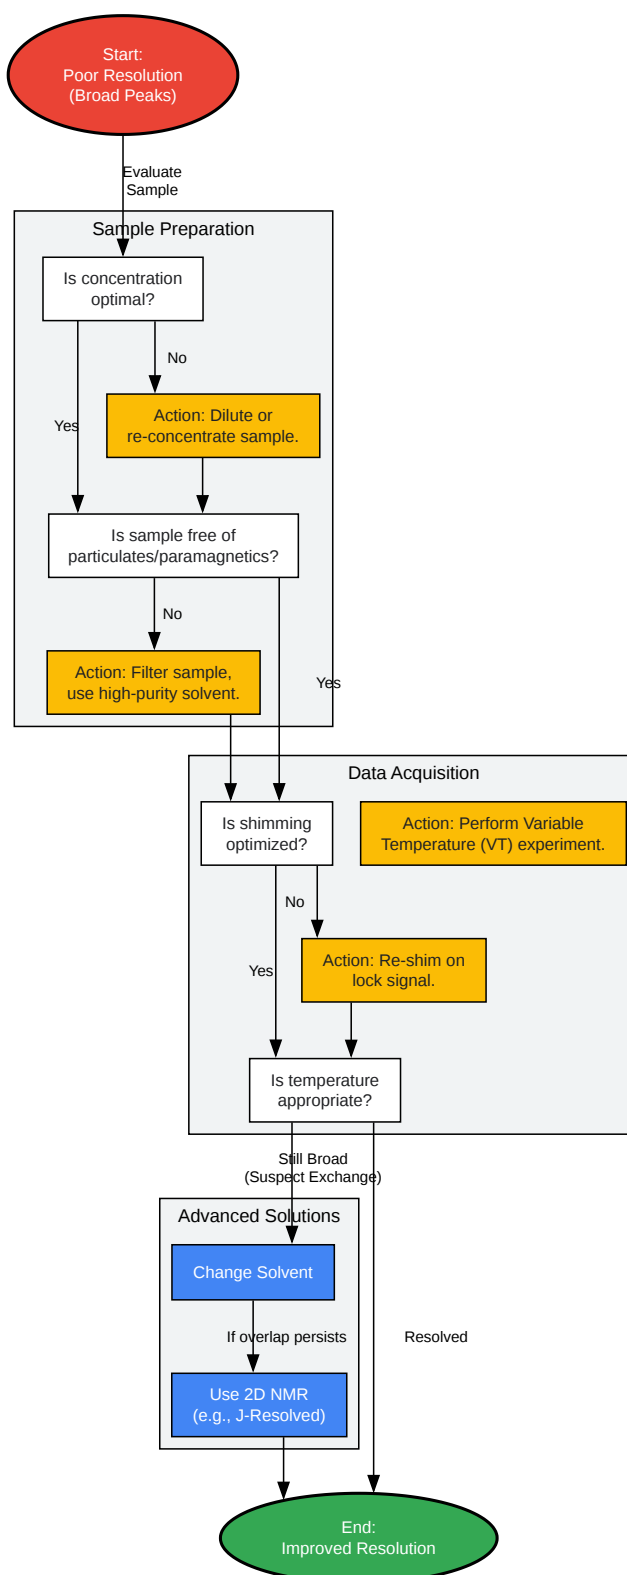 Start:
Poor Resolution
(Broad Peaks)
Evaluate
Sample
Sample Preparation
Is concentration
optimal?
No
Yes
Action: Dilute or
re-concentrate sample.
Is sample free of
particulates/paramagnetics?
No
Action: Filter sample,
use high-purity solvent.
Yes
Data Acquisition
Is shimming
optimized?
Action: Perform Variable
Temperature (VT) experiment.
No
Action: Re-shim on
lock signal.
Yes
Is temperature
appropriate?
Still Broad
(Suspect Exchange)
Advanced Solutions
Change Solvent
If overlap persists
Resolved
Use 2D NMR
(e.g., J-Resolved)
End:
Improved Resolution